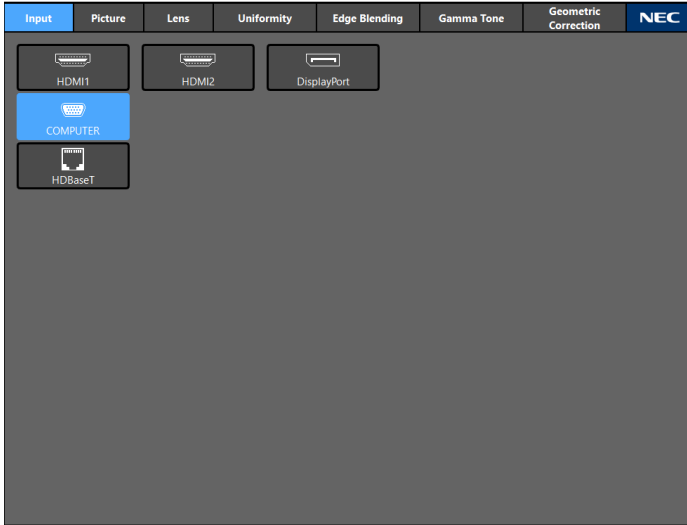 Input Picture Lens Uniformity Edge Blending Gamma Tone Geometric Correction NEC
HDMI1 HDMI2 DisplayPort
COMPUTER
HDBaseT